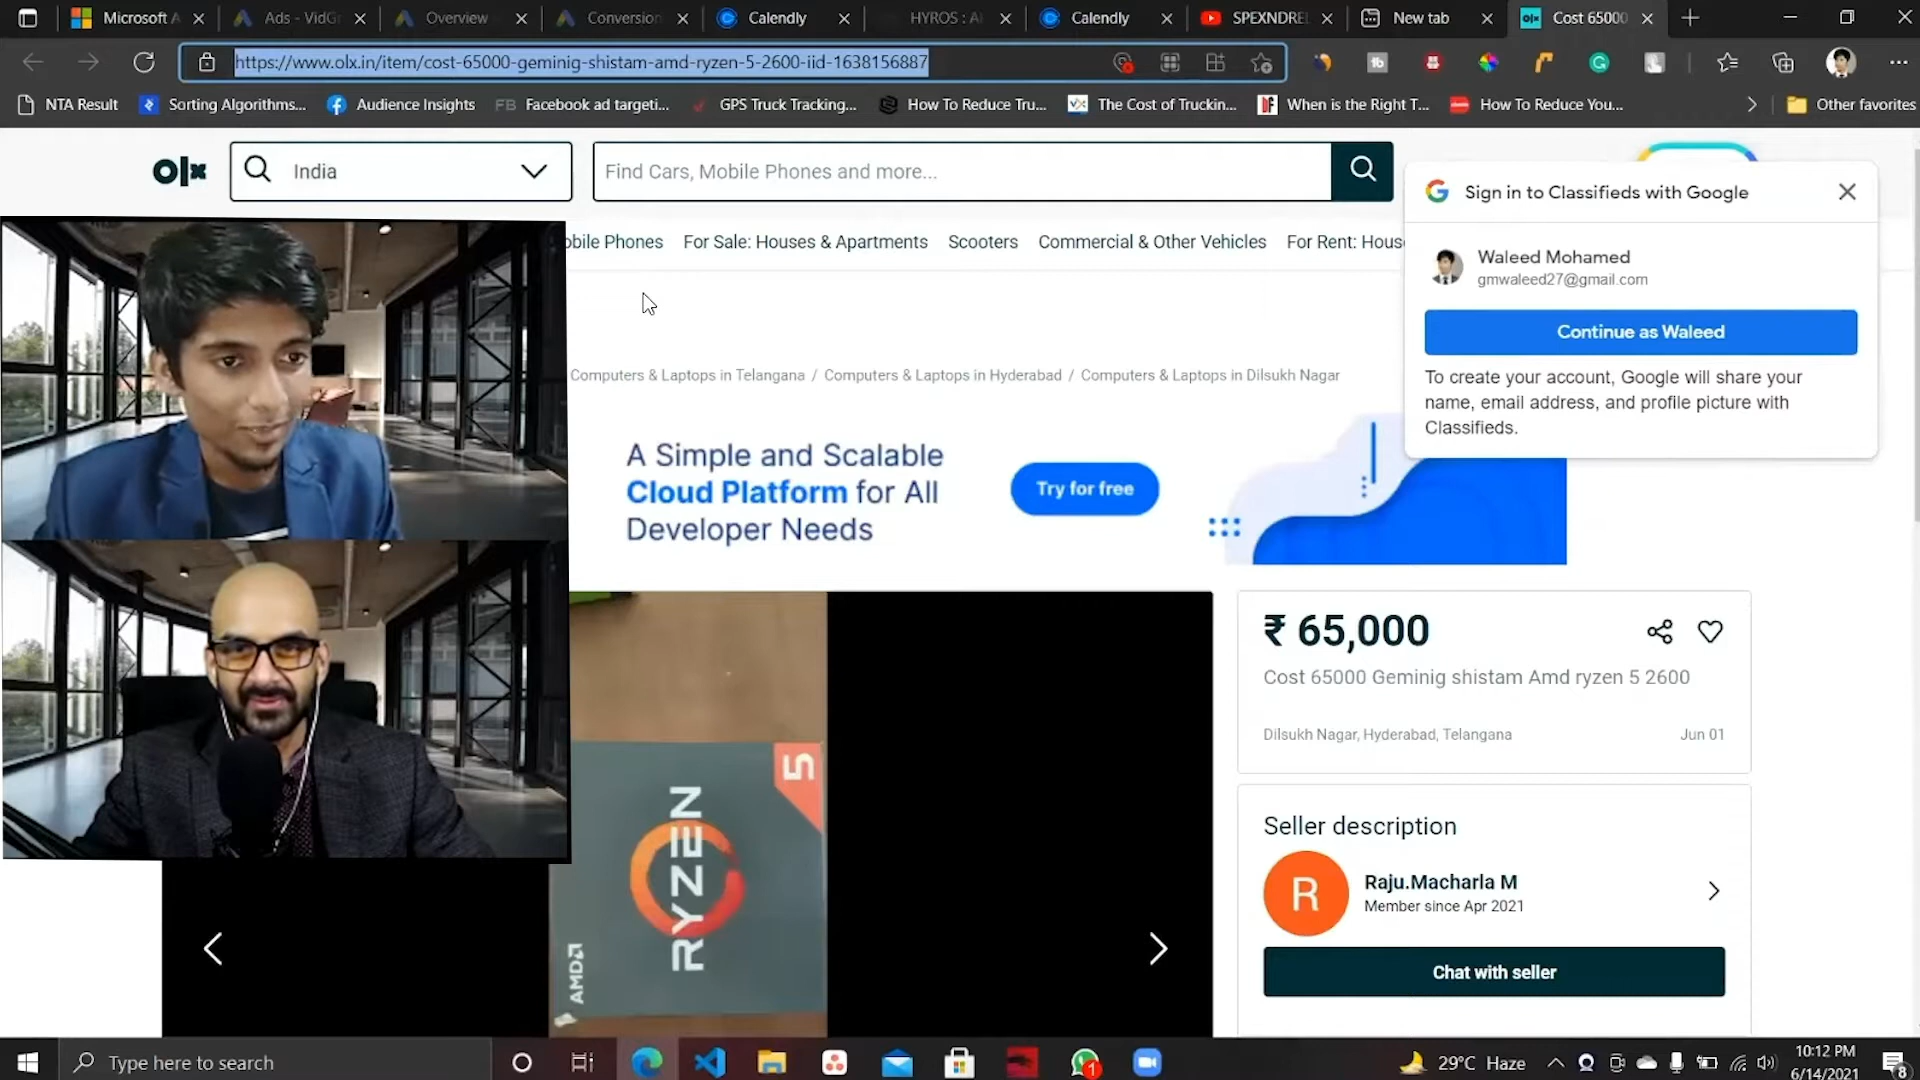 Microsoft A
Ads - VidGr
Overview
Conversion
Calendly
HYROS : AI
Calendly
SPEXNDREL
New tab
Cost 65000
https://www.olx.in/item/cost-65000-geminig-shistam-amd-ryzen-5-2600-iid-1638156887
NTA Result
Sorting Algorithms...
Audience Insights
FB Facebook ad targeti...
GPS Truck Tracking...
How To Reduce Tru...
The Cost of Truckin...
When is the Right T...
How To Reduce You...
Other favorites
olx
India
Find Cars, Mobile Phones and more...
Sign in to Classifieds with Google
Waleed Mohamed
gmwaleed27@gmail.com
Continue as Waleed
To create your account, Google will share your
name, email address, and profile picture with
Classifieds.
obile Phones
For Sale: Houses & Apartments
Scooters
Commercial & Other Vehicles
For Rent: Hous
Computers & Laptops in Telangana / Computers & Laptops in Hyderabad / Computers & Laptops in Dilsukh Nagar
A Simple and Scalable
Cloud Platform for All
Developer Needs
Try for free
₹ 65,000
Cost 65000 Geminig shistam Amd ryzen 5 2600
Dilsukh Nagar, Hyderabad, Telangana
Jun 01
RYZEN
5
AMD
Seller description
R
Raju.Macharla M
Member since Apr 2021
Chat with seller
Type here to search
1
29°C Haze
10:12 PM
6/14/2021
8